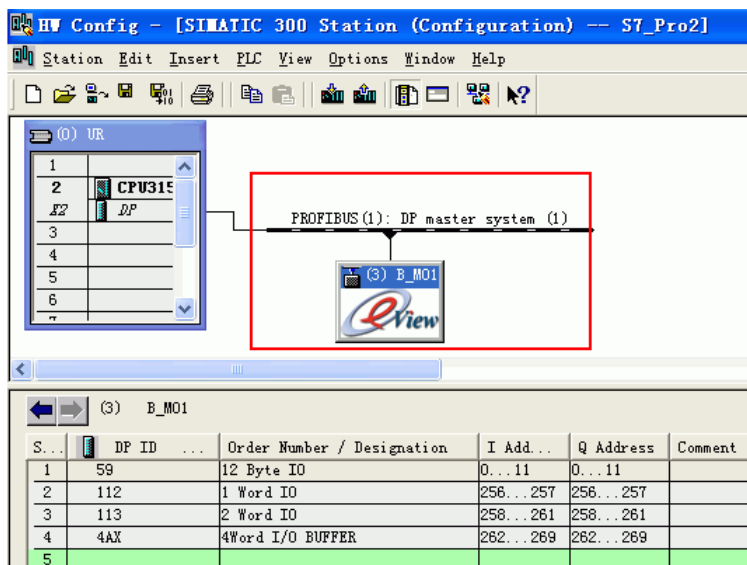 HW Config - [SIMATIC 300 Station (Configuration) -- S7_Pro2]
Station Edit Insert PLC View Options Window Help
(0) UR
1
2 CPU315
X2 DP
3
4
5
6
PROFIBUS(1): DP master system (1)
(3) B_MO1
eView
(3) B_MO1
S... DP ID ... Order Number / Designation I Add... Q Address Comment
1 59 12 Byte IO 0...11 0...11
2 112 1 Word IO 256...257 256...257
3 113 2 Word IO 258...261 258...261
4 4AX 4Word I/O BUFFER 262...269 262...269
5